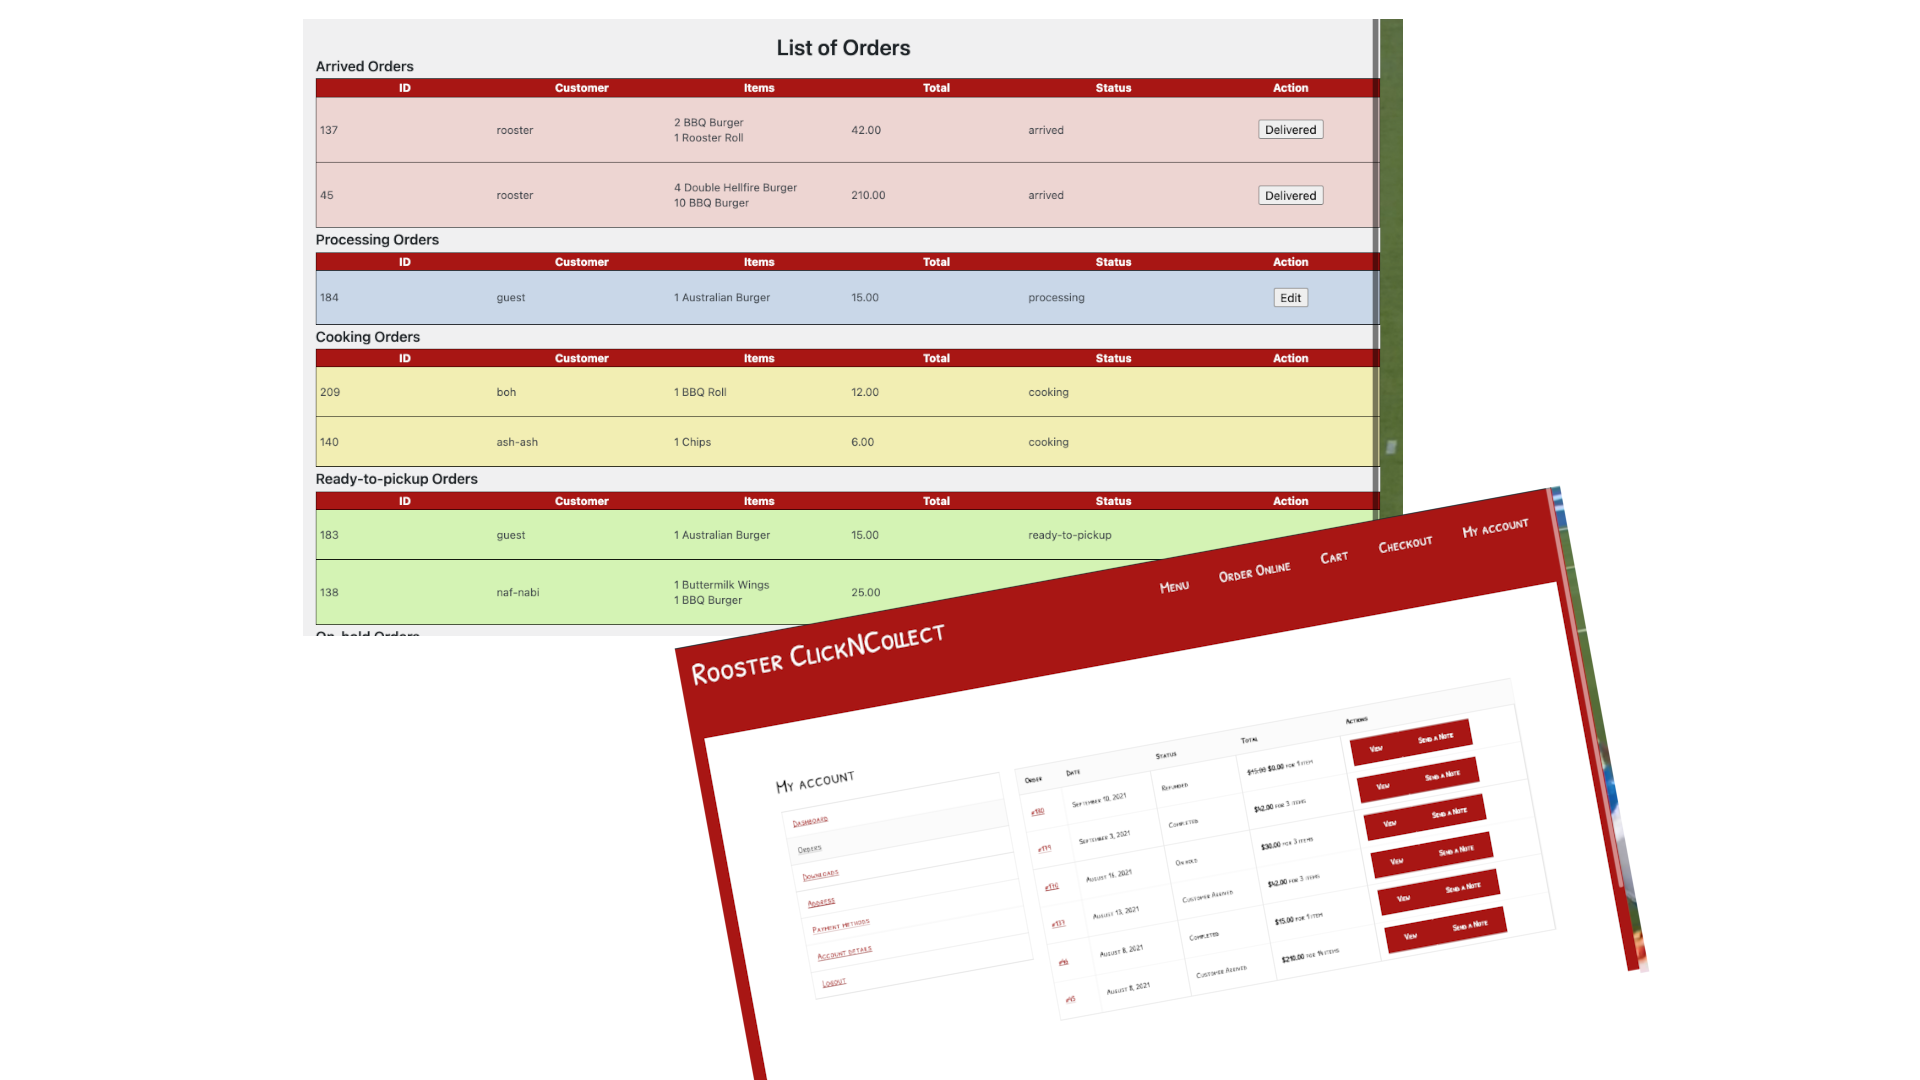 List of Orders
Arrived Orders
ID Customer Items Total Status Action
137 rooster 2 BBQ Burger 42.00 arrived Delivered
1 Rooster Roll
45 rooster 4 Double Hellfire Burger 210.00 arrived Delivered
10 BBQ Burger
Processing Orders
ID Customer Items Total Status Action
184 guest 1 Australian Burger 15.00 processing Edit
Cooking Orders
ID Customer Items Total Status Action
209 boh 1 BBQ Roll 12.00 cooking
140 ash-ash 1 Chips 6.00 cooking
Ready-to-pickup Orders
ID Customer Items Total Status Action
183 guest 1 Australian Burger 15.00 ready-to-pickup
138 naf-nabi 1 Buttermilk Wings 25.00
1 BBQ Burger
On-hold Orders
Rooster ClickNCollect
Menu Order Online Cart Checkout My account
My account
Dashboard
Orders
Downloads
Address
Payment methods
Account details
Logout
Order Date Status Total Actions
September 10, 2021 Refunded $15.00 $0.00 for 1 item View Send a Note
September 3, 2021 Completed $42.00 for 3 items View Send a Note
August 16, 2021 On hold $30.00 for 3 items View Send a Note
#137 August 13, 2021 Customer Arrived $42.00 for 3 items View Send a Note
August 8, 2021 Completed $15.00 for 1 item View Send a Note
#45 August 8, 2021 Customer Arrived $210.00 for 14 items View Send a Note